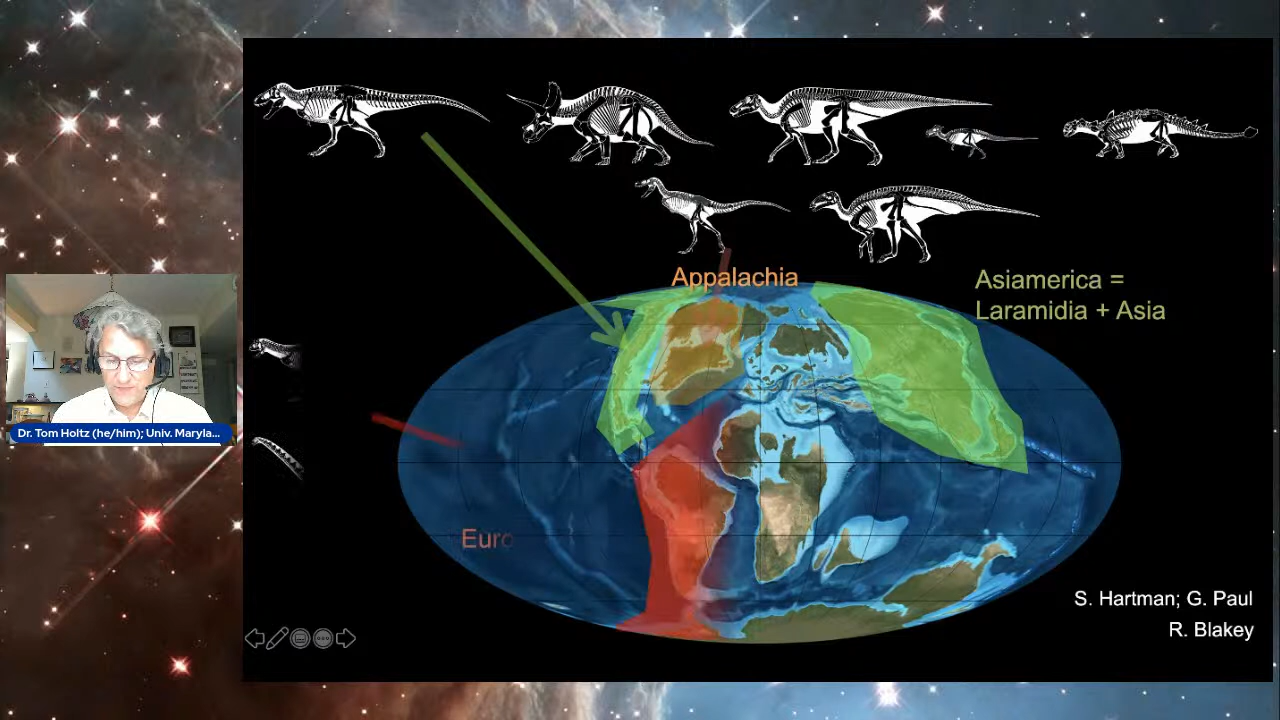 Appalachia
Asiamerica =
Laramidia + Asia
Dr. Tom Holtz (he/him); Univ. Maryla...
Euro
S. Hartman; G. Paul
R. Blakey